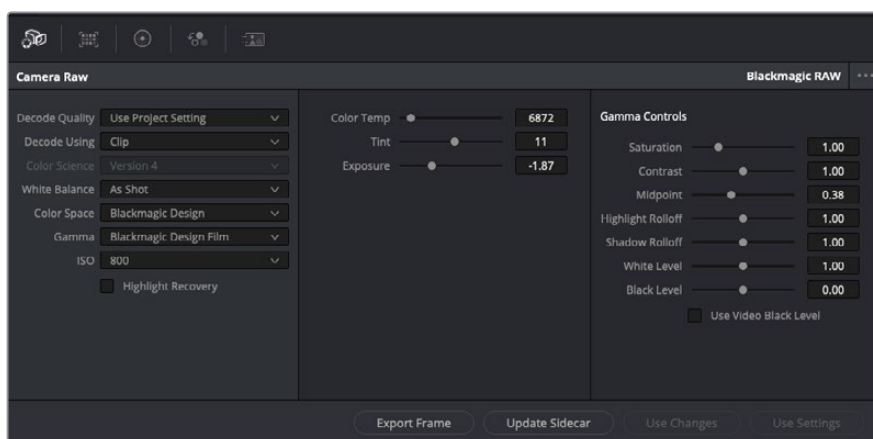 Camera Raw
Blackmagic RAW
Decode Quality Use Project Setting
Decode Using Clip
Color Science Version 4
White Balance As Shot
Color Space Blackmagic Design
Gamma Blackmagic Design Film
ISO 800
Highlight Recovery
Color Temp 6872
Tint 11
Exposure -1.87
Gamma Controls
Saturation 1.00
Contrast 1.00
Midpoint 0.38
Highlight Rolloff 1.00
Shadow Rolloff 1.00
White Level 1.00
Black Level 0.00
Use Video Black Level
Export Frame
Update Sidecar
Use Changes
Use Settings